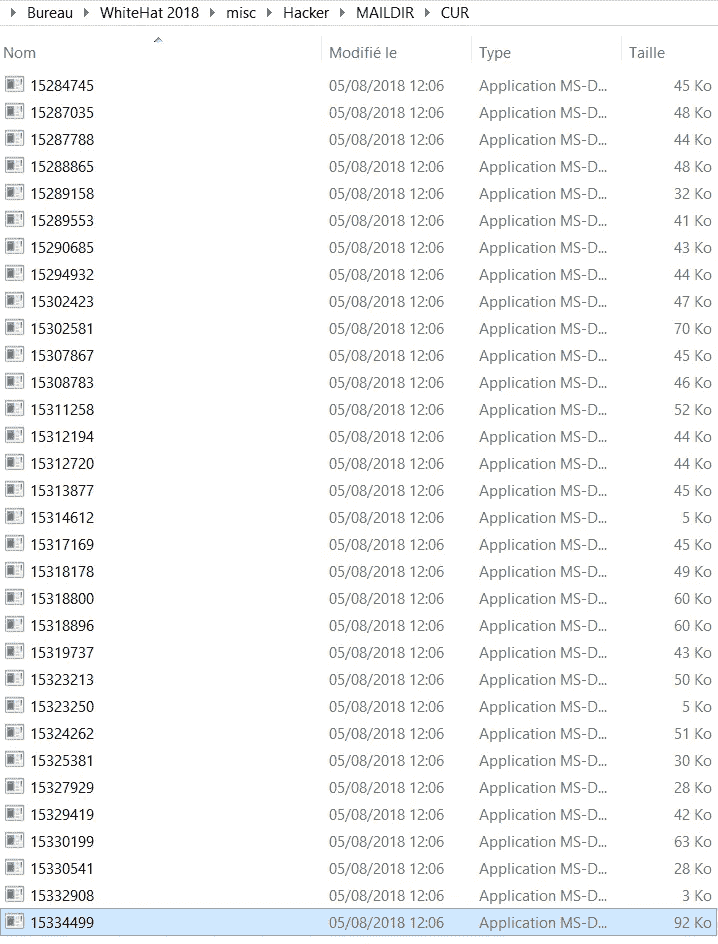 Bureau WhiteHat 2018 misc Hacker MAILDIR CUR
Nom Modifié le Type Taille
15284745 05/08/2018 12:06 Application MS-D... 45 Ko
15287035 05/08/2018 12:06 Application MS-D... 48 Ko
15287788 05/08/2018 12:06 Application MS-D... 44 Ko
15288865 05/08/2018 12:06 Application MS-D... 48 Ko
15289158 05/08/2018 12:06 Application MS-D... 32 Ko
15289553 05/08/2018 12:06 Application MS-D... 41 Ko
15290685 05/08/2018 12:06 Application MS-D... 43 Ko
15294932 05/08/2018 12:06 Application MS-D... 44 Ko
15302423 05/08/2018 12:06 Application MS-D... 47 Ko
15302581 05/08/2018 12:06 Application MS-D... 70 Ko
15307867 05/08/2018 12:06 Application MS-D... 45 Ko
15308783 05/08/2018 12:06 Application MS-D... 46 Ko
15311258 05/08/2018 12:06 Application MS-D... 52 Ko
15312194 05/08/2018 12:06 Application MS-D... 44 Ko
15312720 05/08/2018 12:06 Application MS-D... 44 Ko
15313877 05/08/2018 12:06 Application MS-D... 45 Ko
15314612 05/08/2018 12:06 Application MS-D... 5 Ko
15317169 05/08/2018 12:06 Application MS-D... 45 Ko
15318178 05/08/2018 12:06 Application MS-D... 49 Ko
15318800 05/08/2018 12:06 Application MS-D... 60 Ko
15318896 05/08/2018 12:06 Application MS-D... 60 Ko
15319737 05/08/2018 12:06 Application MS-D... 43 Ko
15323213 05/08/2018 12:06 Application MS-D... 50 Ko
15323250 05/08/2018 12:06 Application MS-D... 5 Ko
15324262 05/08/2018 12:06 Application MS-D... 51 Ko
15325381 05/08/2018 12:06 Application MS-D... 30 Ko
15327929 05/08/2018 12:06 Application MS-D... 28 Ko
15329419 05/08/2018 12:06 Application MS-D... 42 Ko
15330199 05/08/2018 12:06 Application MS-D... 63 Ko
15330541 05/08/2018 12:06 Application MS-D... 28 Ko
15332908 05/08/2018 12:06 Application MS-D... 3 Ko
15334499 05/08/2018 12:06 Application MS-D... 92 Ko